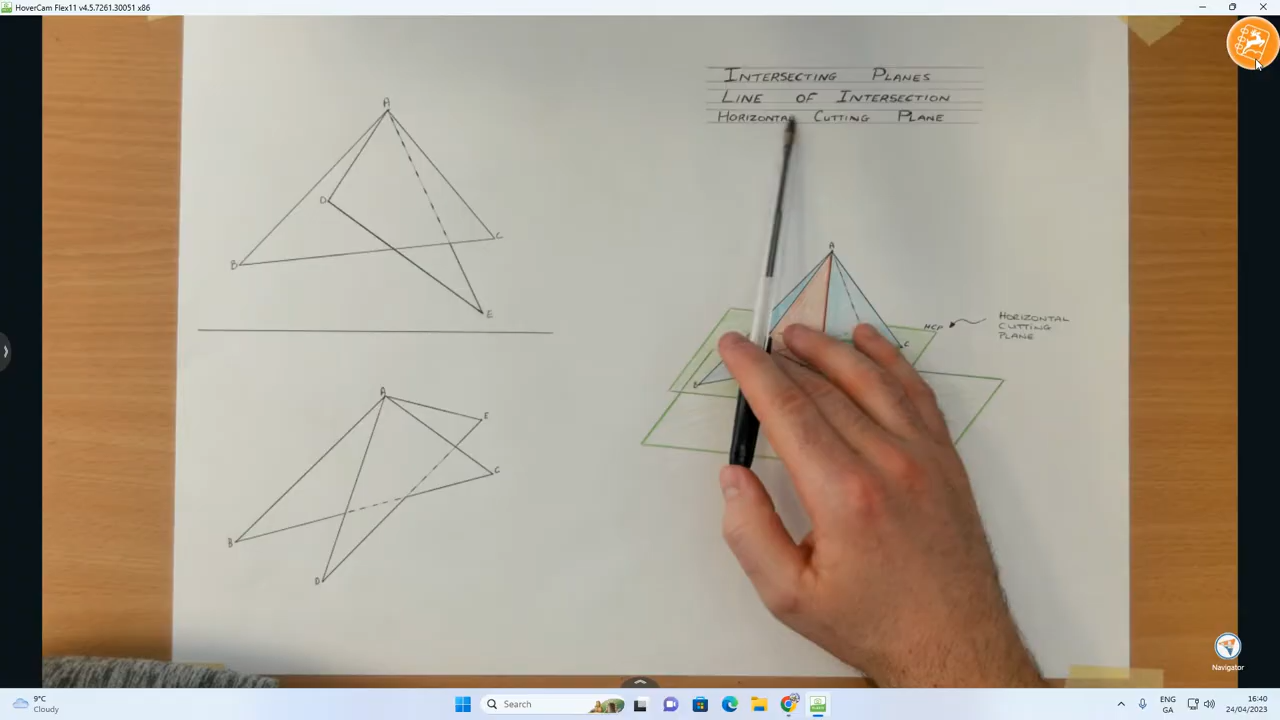 HoverCam Flex11 v4.5.7261.30051 x86
INTERSECTING PLANES
LINE OF INTERSECTION
HORIZONTAL CUTTING PLANE
A
D
B
C
E
A
E
C
B
D
A
HCP
C
B
HORIZONTAL
CUTTING
PLANE
Navigator
9°C
Cloudy
Search
ENG
GA
16:40
24/04/2023